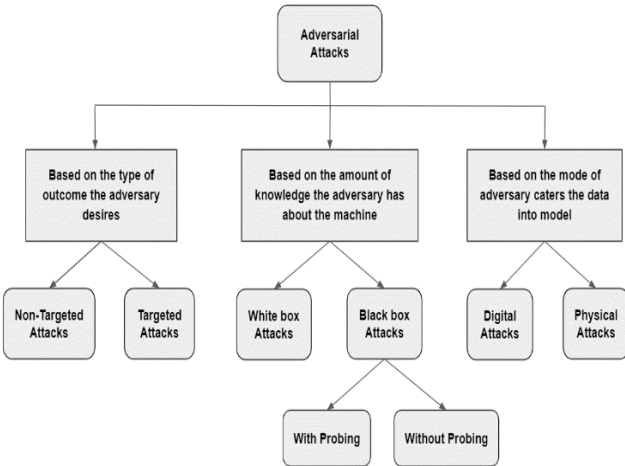 Adversarial
Attacks
Based on the type of
outcome the adversary
desires
Based on the amount of
knowledge the adversary has
about the machine
Based on the mode of
adversary caters the data
into model
Non-Targeted
Attacks
Targeted
Attacks
White box
Attacks
Black box
Attacks
Digital
Attacks
Physical
Attacks
With Probing
Without Probing